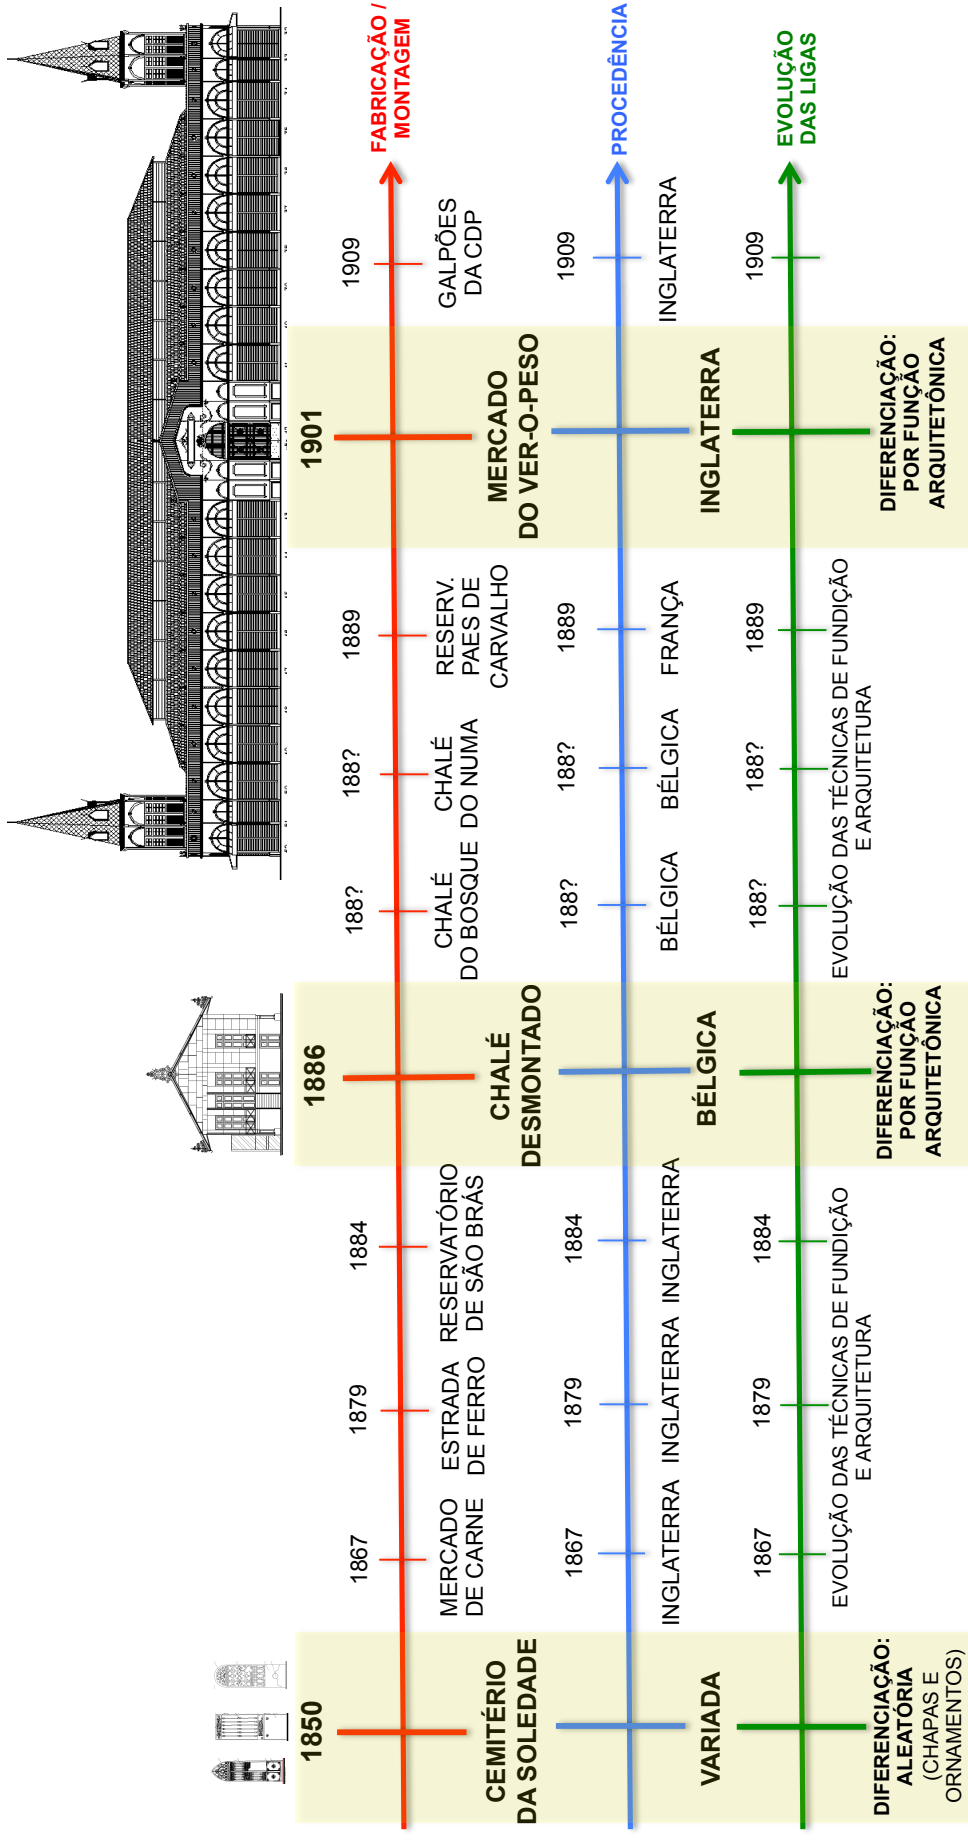 1850
1867
1879
1884
1886
188?
188?
1889
1901
1909
FABRICAÇÃO /
MONTAGEM
CEMITÉRIO
DA SOLEDADE
MERCADO
DE CARNE
ESTRADA
DE FERRO
RESERVATÓRIO
DE SÃO BRÁS
CHALÉ
DESMONTADO
CHALÉ
DO BOSQUE
CHALÉ
DO NUMA
RESERV.
PAES DE
CARVALHO
MERCADO
DO VER-O-PESO
GALPÕES
DA CDP
1867
1879
1884
188?
188?
1889
1909
PROCEDÊNCIA
VARIADA
INGLATERRA
INGLATERRA
INGLATERRA
BÉLGICA
BÉLGICA
BÉLGICA
FRANÇA
INGLATERRA
INGLATERRA
1867
1879
1884
188?
188?
1889
1909
EVOLUÇÃO
DAS LIGAS
DIFERENCIAÇÃO:
ALEATÓRIA
(CHAPAS E
ORNAMENTOS)
EVOLUÇÃO DAS TÉCNICAS DE FUNDIÇÃO
E ARQUITETURA
DIFERENCIAÇÃO:
POR FUNÇÃO
ARQUITETÔNICA
EVOLUÇÃO DAS TÉCNICAS DE FUNDIÇÃO
E ARQUITETURA
DIFERENCIAÇÃO:
POR FUNÇÃO
ARQUITETÔNICA